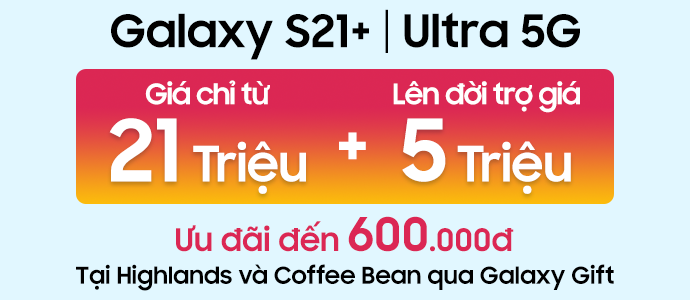 Galaxy S21+ | Ultra 5G
Giá chỉ từ
21 Triệu
+
Lên đời trợ giá
5 Triệu
Ưu đãi đến 600.000đ
Tại Highlands và Coffee Bean qua Galaxy Gift